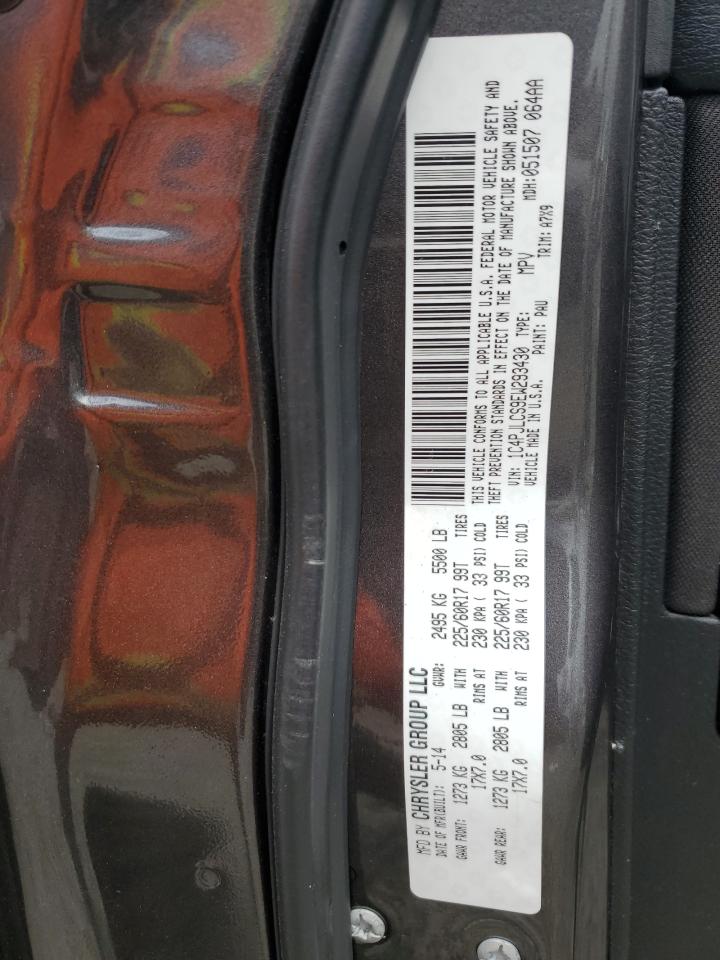 MFD BY CHRYSLER GROUP LLC
DATE OF MFR(BUILT): 5-14 GVWR: 2495 KG 5500 LB
GAWR FRONT: 1273 KG 2805 LB WITH 225/60R17 99T TIRES
17X7.0 RIMS AT 230 KPA ( 33 PSI) COLD
GAWR REAR: 1273 KG 2805 LB WITH 225/60R17 99T TIRES
17X7.0 RIMS AT 230 KPA ( 33 PSI) COLD
THIS VEHICLE CONFORMS TO ALL APPLICABLE U.S.A. FEDERAL MOTOR VEHICLE SAFETY AND
THEFT PREVENTION STANDARDS IN EFFECT ON THE DATE OF MANUFACTURE SHOWN ABOVE.
VIN: 1C4PJLCS9EW293430 TYPE: MPV MDH:051507 064AA
VEHICLE MADE IN U.S.A. PAINT: PAU TRIM: A7X9